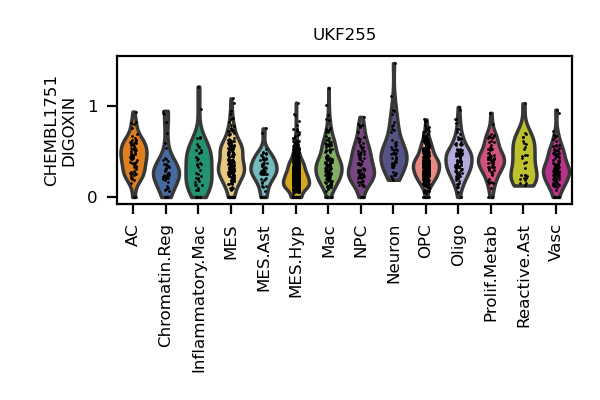 UKF255
CHEMBL1751
DIGOXIN
1
0
AC
Chromatin.Reg
Inflammatory.Mac
MES
MES.Ast
MES.Hyp
Mac
NPC
Neuron
OPC
Oligo
Prolif.Metab
Reactive.Ast
Vasc